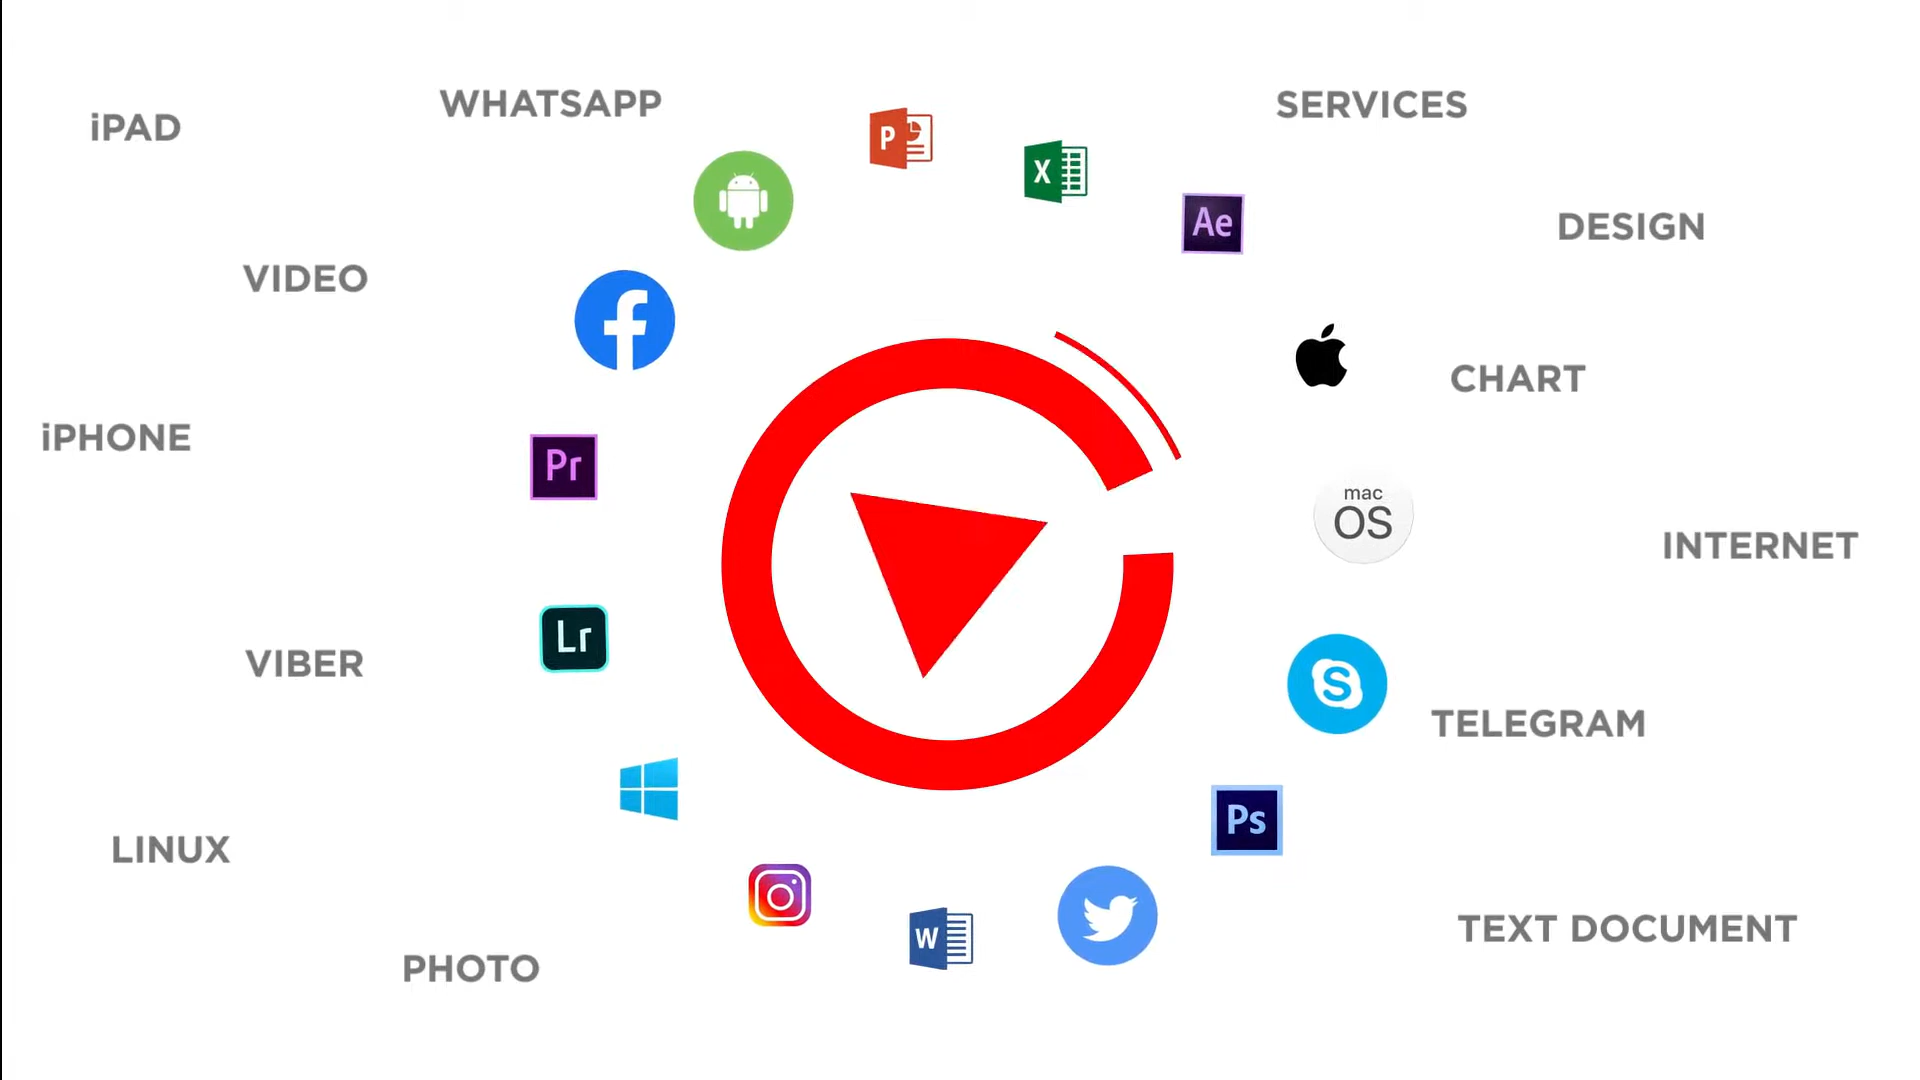 WHATSAPP
SERVICES
iPAD
P
X
Ae
DESIGN
VIDEO
f
CHART
iPHONE
Pr
mac
OS
INTERNET
Lr
VIBER
S
TELEGRAM
Ps
LINUX
W
TEXT DOCUMENT
PHOTO